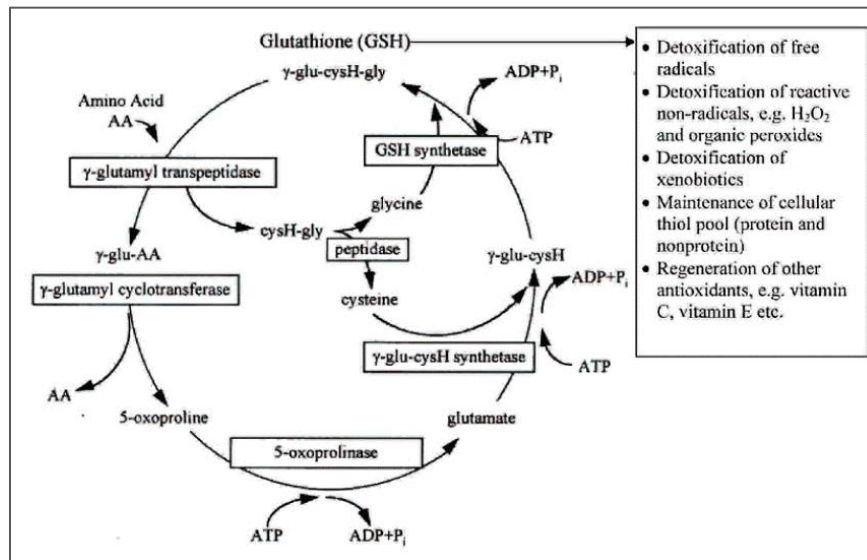 Glutathione (GSH)
γ-glu-cysH-gly
ADP+Pi
Amino Acid
AA
ATP
GSH synthetase
γ-glutamyl transpeptidase
glycine
cysH-gly
peptidase
γ-glu-AA
γ-glu-cysH
ADP+Pi
γ-glutamyl cyclotransferase
cysteine
γ-glu-cysH synthetase
ATP
AA
5-oxoproline
glutamate
5-oxoprolinase
ATP
ADP+Pi
• Detoxification of free
radicals
• Detoxification of reactive
non-radicals, e.g. H₂O₂
and organic peroxides
• Detoxification of
xenobiotics
• Maintenance of cellular
thiol pool (protein and
nonprotein)
• Regeneration of other
antioxidants, e.g. vitamin
C, vitamin E etc.